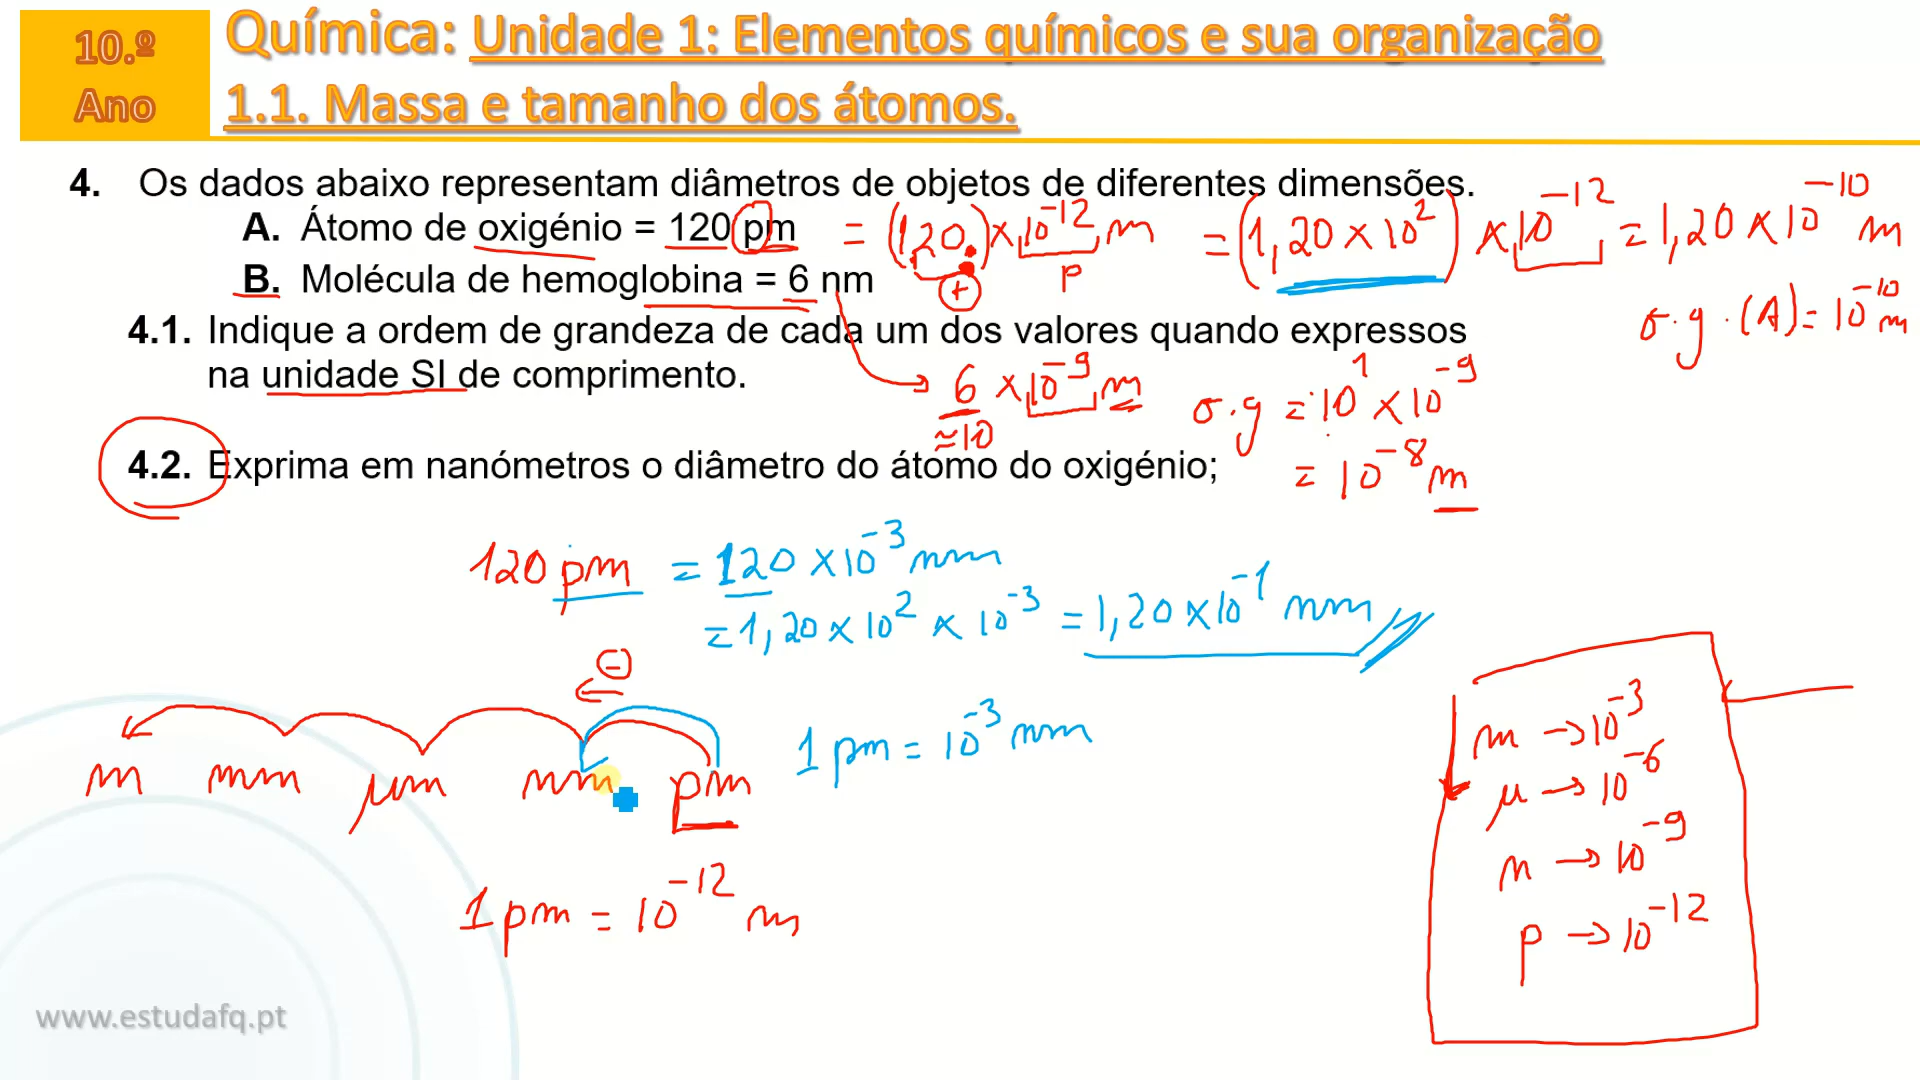 10.º
Ano
Química: Unidade 1: Elementos químicos e sua organização
1.1. Massa e tamanho dos átomos.
4. Os dados abaixo representam diâmetros de objetos de diferentes dimensões.
A. Átomo de oxigénio = 120 pm = (120.) × 10⁻¹² m = (1,20 × 10²) × 10⁻¹² = 1,20 × 10⁻¹⁰ m
+ p
B. Molécula de hemoglobina = 6 nm
o.g. (A) = 10⁻¹⁰ m
4.1. Indique a ordem de grandeza de cada um dos valores quando expressos
na unidade SI de comprimento.
6 × 10⁻⁹ m
≈10
o.g = 10¹ × 10⁻⁹
= 10⁻⁸ m
4.2. Exprima em nanómetros o diâmetro do átomo do oxigénio;
120 pm = 120 × 10⁻³ nm
= 1,20 × 10² × 10⁻³ = 1,20 × 10⁻¹ nm
-
m mm µm nm pm
1 pm = 10⁻³ nm
1 pm = 10⁻¹² m
m → 10⁻³
µ → 10⁻⁶
n → 10⁻⁹
p → 10⁻¹²
www.estudafq.pt